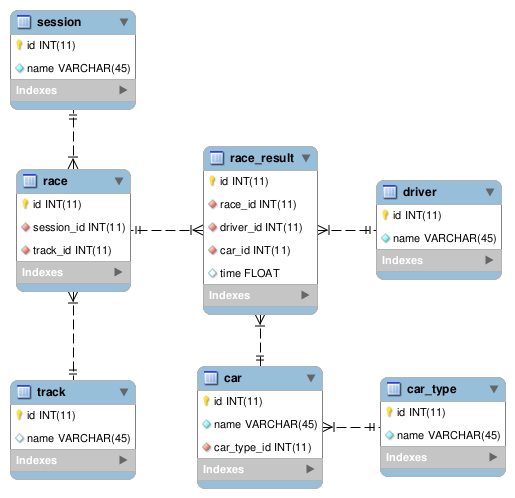 session
id INT(11)
name VARCHAR(45)
Indexes
race
id INT(11)
session_id INT(11)
track_id INT(11)
Indexes
race_result
id INT(11)
race_id INT(11)
driver_id INT(11)
car_id INT(11)
time FLOAT
Indexes
driver
id INT(11)
name VARCHAR(45)
Indexes
track
id INT(11)
name VARCHAR(45)
Indexes
car
id INT(11)
name VARCHAR(45)
car_type_id INT(11)
Indexes
car_type
id INT(11)
name VARCHAR(45)
Indexes